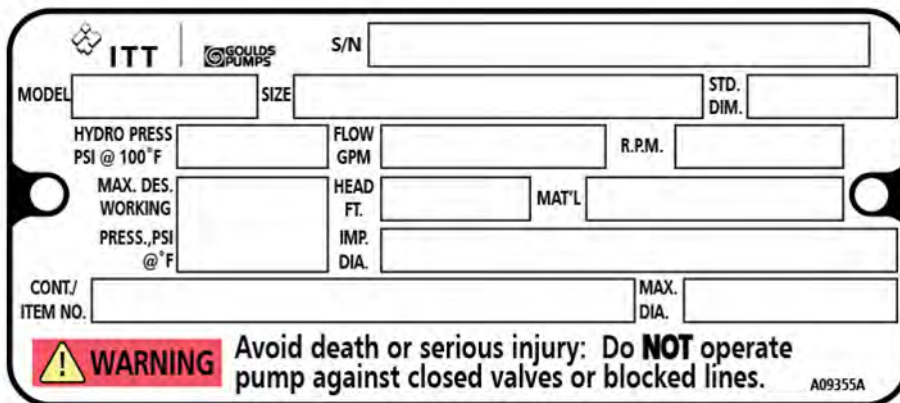 ITT GOULDS PUMPS S/N
MODEL SIZE STD. DIM.
HYDRO PRESS PSI @ 100°F FLOW GPM R.P.M.
MAX. DES. WORKING HEAD FT. MAT'L
PRESS.,PSI @°F IMP. DIA.
CONT./ ITEM NO. MAX. DIA.
WARNING Avoid death or serious injury: Do NOT operate
pump against closed valves or blocked lines. A09355A